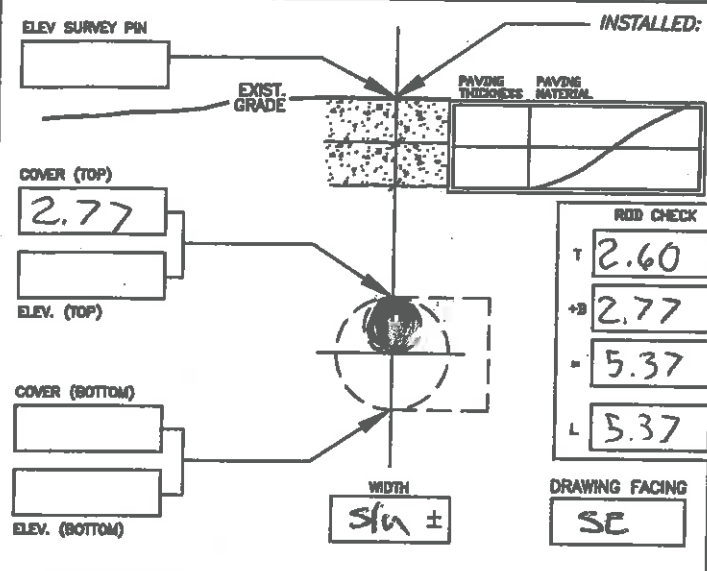 ELEV SURVEY PIN
INSTALLED:
EXIST.
GRADE
PAVING THICKNESS
PAVING MATERIAL
COVER (TOP)
2.77
ELEV. (TOP)
ROD CHECK
T 2.60
+B 2.77
= 5.37
L 5.37
COVER (BOTTOM)
ELEV. (BOTTOM)
WIDTH
±
DRAWING FACING
SE